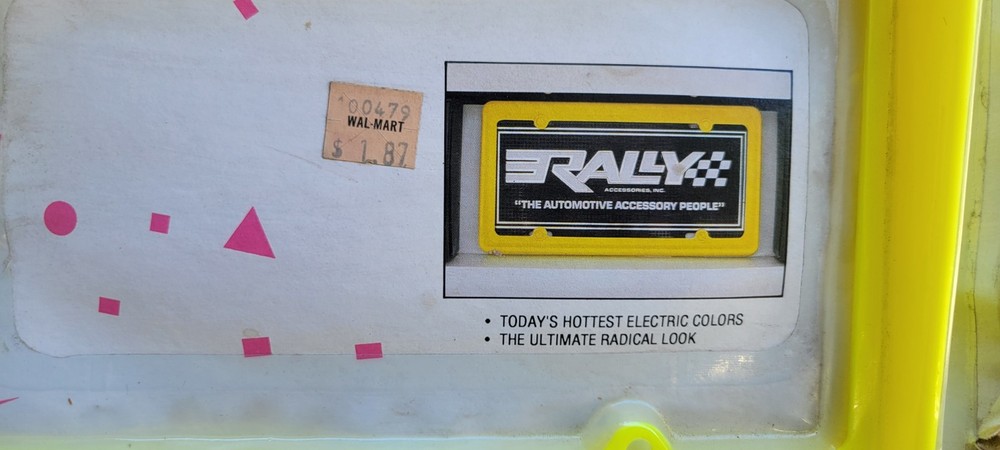 00479
WAL-MART
$ 1.87
RALLY
ACCESSORIES, INC.
"THE AUTOMOTIVE ACCESSORY PEOPLE"
• TODAY'S HOTTEST ELECTRIC COLORS
• THE ULTIMATE RADICAL LOOK